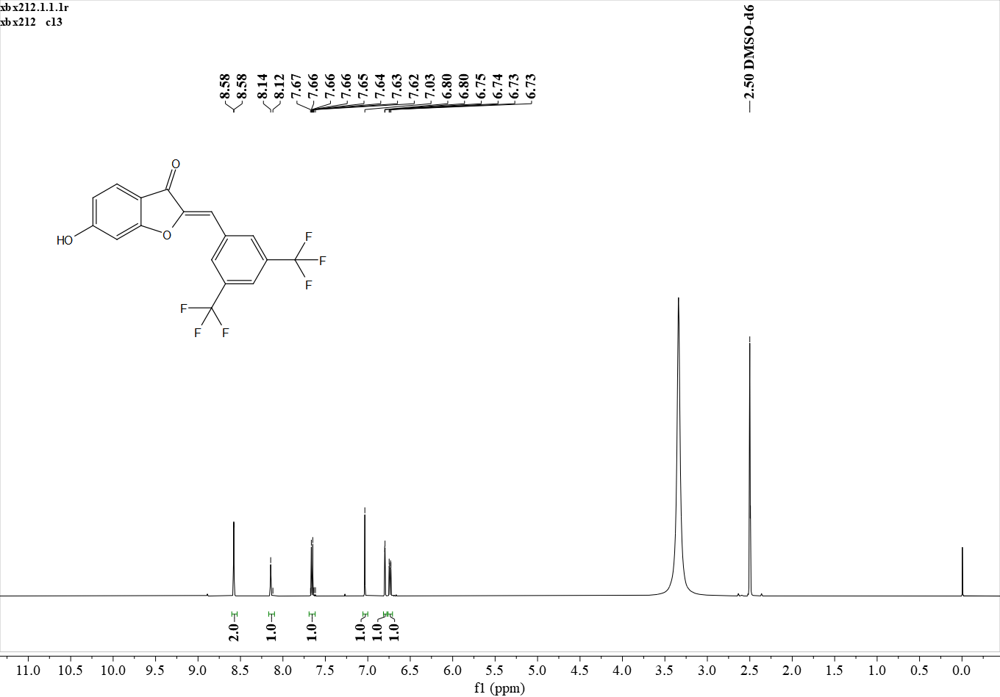 xbx212.1.1.1r
xbx212 c13
2.50 DMSO-d6
8.58
8.58
8.14
8.12
7.67
7.66
7.66
7.66
7.65
7.64
7.63
7.62
7.03
6.80
6.80
6.75
6.74
6.73
6.73
O
HO
O
F
F
F
F
F
F
2.0
1.0
1.0
1.0
1.0
1.0
11.0 10.5 10.0 9.5 9.0 8.5 8.0 7.5 7.0 6.5 6.0 5.5 5.0 4.5 4.0 3.5 3.0 2.5 2.0 1.5 1.0 0.5 0.0
f1 (ppm)